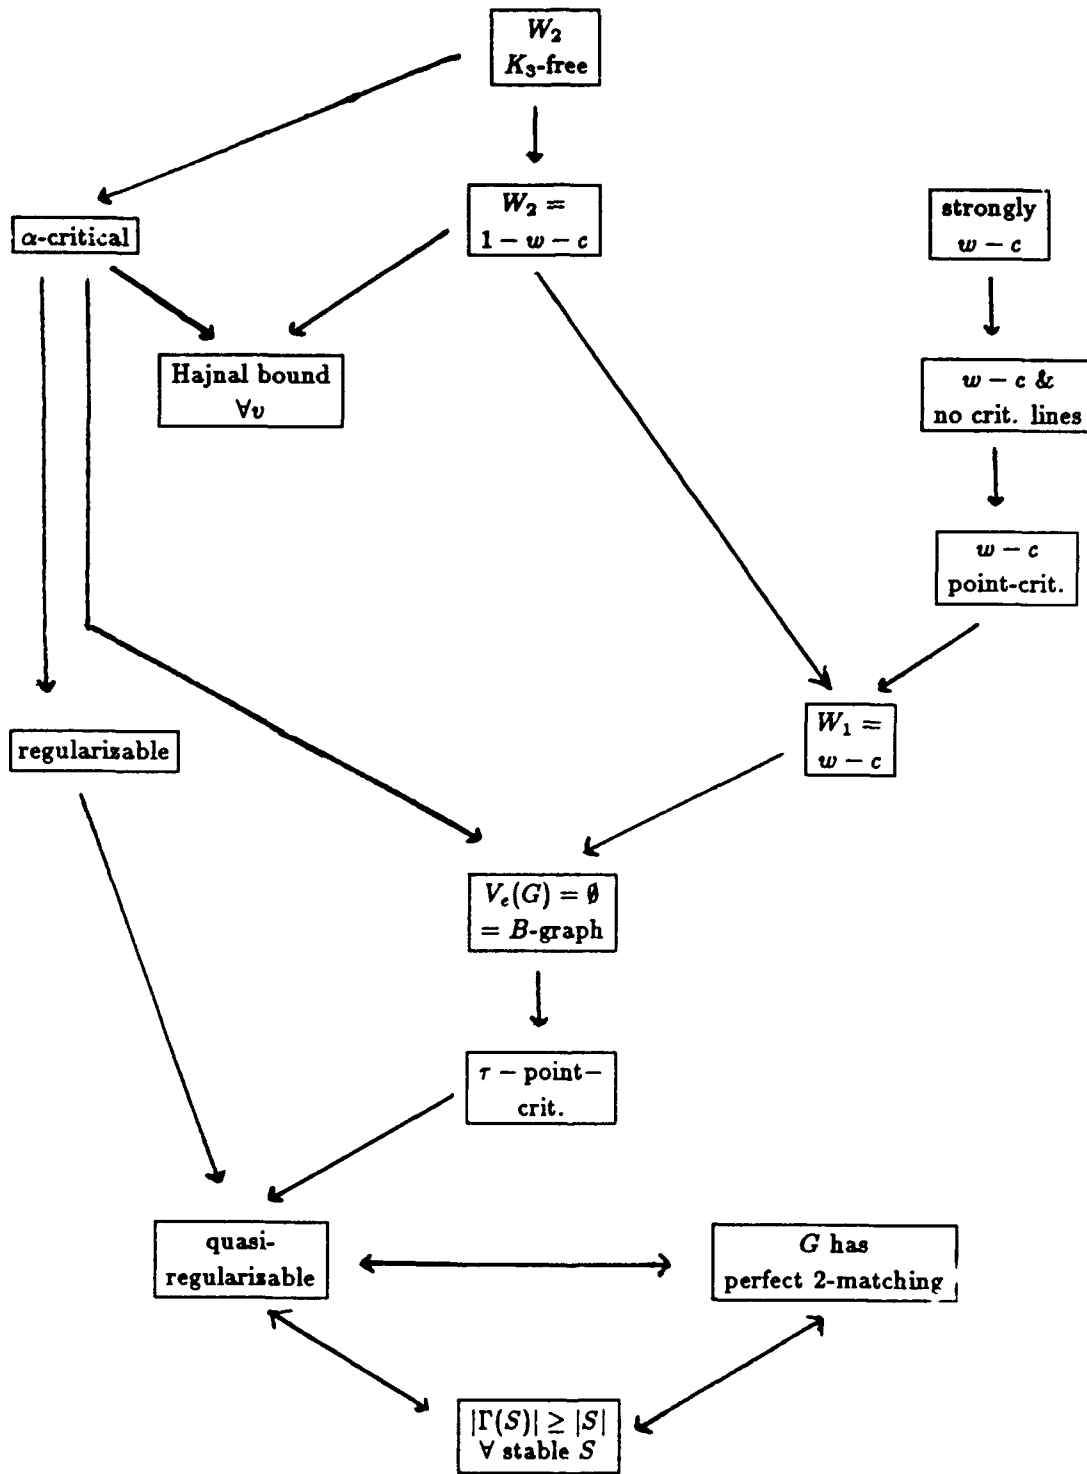 W₂
K₃-free
α-critical
W₂ =
1 − w − c
strongly
w − c
Hajnal bound
∀v
w − c &
no crit. lines
w − c
point-crit.
regularizable
W₁ =
w − c
Vₑ(G) = ∅
= B-graph
τ − point−
crit.
quasi-
regularizable
G has
perfect 2-matching
|Γ(S)| ≥ |S|
∀ stable S